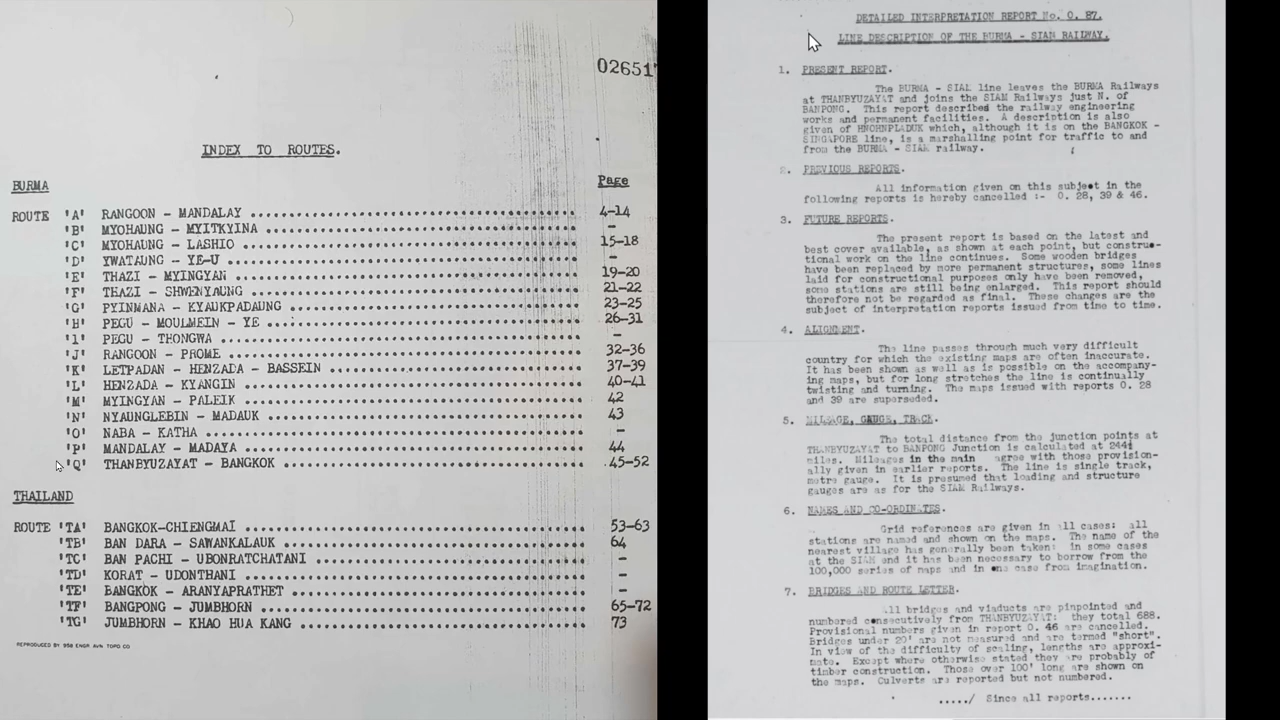 02651
INDEX TO ROUTES.
BURMA Page
ROUTE 'A' RANGOON - MANDALAY 4-14
'B' MYOHAUNG - MYITKYINA -
'C' MYOHAUNG - LASHIO 15-18
'D' YWATAUNG - YE-U -
'E' THAZI - MYINGYAN 19-20
'F' THAZI - SHWENYAUNG 21-22
'G' PYINMANA - KYAUKPADAUNG 23-25
'H' PEGU - MOULMEIN - YE 26-31
'I' PEGU - THONGWA -
'J' RANGOON - PROME 32-36
'K' LETPADAN - HENZADA - BASSEIN 37-39
'L' HENZADA - KYANGIN 40-41
'M' MYINGYAN - PALEIK 42
'N' NYAUNGLEBIN - MADAUK 43
'O' NABA - KATHA -
'P' MANDALAY - MADAYA 44
'Q' THANBYUZAYAT - BANGKOK 45-52
THAILAND
ROUTE 'TA' BANGKOK-CHIENGMAI 53-63
'TB' BAN DARA - SAWANKALAUK 64
'TC' BAN PACHI - UBONRATCHATANI -
'TD' KORAT - UDONTHANI -
'TE' BANGKOK - ARANYAPRATHET -
'TF' BANGPONG - JUMBHORN 65-72
'TG' JUMBHORN - KHAO HUA KANG 73
REPRODUCED BY 958 ENGR AVN TOPO CO
DETAILED INTERPRETATION REPORT No. O. 87.
LINE DESCRIPTION OF THE BURMA - SIAM RAILWAY.
1. PRESENT REPORT.
The BURMA - SIAM line leaves the BURMA Railways
at THANBYUZAYAT and joins the SIAM Railways just N. of
BANPONG. This report described the railway engineering
works and permanent facilities. A description is also
given of HNOHNPLADUK which, although it is on the BANGKOK -
SINGAPORE line, is a marshalling point for traffic to and
from the BURMA - SIAM railway.
2. PREVIOUS REPORTS.
All information given on this subject in the
following reports is hereby cancelled :- O. 28, 39 & 46.
3. FUTURE REPORTS.
The present report is based on the latest and
best cover available, as shown at each point, but construc-
tional work on the line continues. Some wooden bridges
have been replaced by more permanent structures, some lines
laid for constructional purposes only have been removed,
some stations are still being enlarged. This report should
therefore not be regarded as final. These changes are the
subject of interpretation reports issued from time to time.
4. ALIGNMENT.
The line passes through much very difficult
country for which the existing maps are often inaccurate.
It has been shown as well as is possible on the accompany-
ing maps, but for long stretches the line is continually
twisting and turning. The maps issued with reports O. 28
and 39 are superseded.
5. MILEAGE, GAUGE, TRACK.
The total distance from the junction points at
THANBYUZAYAT to BANPONG Junction is calculated at 244¼
miles. Mileages in the main agree with those provision-
ally given in earlier reports. The line is single track,
metre gauge. It is presumed that loading and structure
gauges are as for the SIAM Railways.
6. NAMES AND CO-ORDINATES.
Grid references are given in all cases: all
stations are named and shown on the maps. The name of the
nearest village has generally been taken: in some cases
at the SIAM end it has been necessary to borrow from the
100,000 series of maps and in one case from imagination.
7. BRIDGES AND ROUTE LETTER.
All bridges and viaducts are pinpointed and
numbered consecutively from THANBYUZAYAT: they total 688.
Provisional numbers given in report O. 46 are cancelled.
Bridges under 20' are not measured and are termed "short".
In view of the difficulty of scaling, lengths are approxi-
mate. Except where otherwise stated they are probably of
timber construction. Those over 100' long are shown on
the maps. Culverts are reported but not numbered.
...../ Since all reports.......